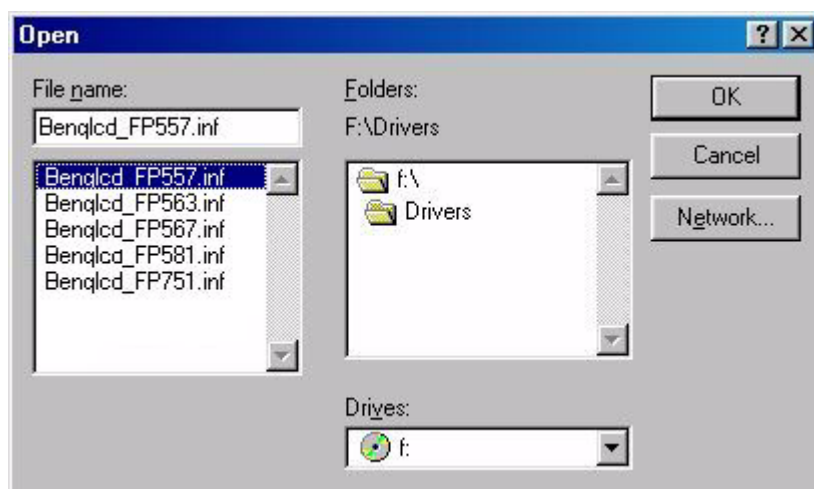 Open
File name:
Benqlcd_FP557.inf
Benqlcd_FP557.inf
Benqlcd_FP563.inf
Benqlcd_FP567.inf
Benqlcd_FP581.inf
Benqlcd_FP751.inf
Folders:
F:\Drivers
f:\
Drivers
Drives:
f:
OK
Cancel
Network...